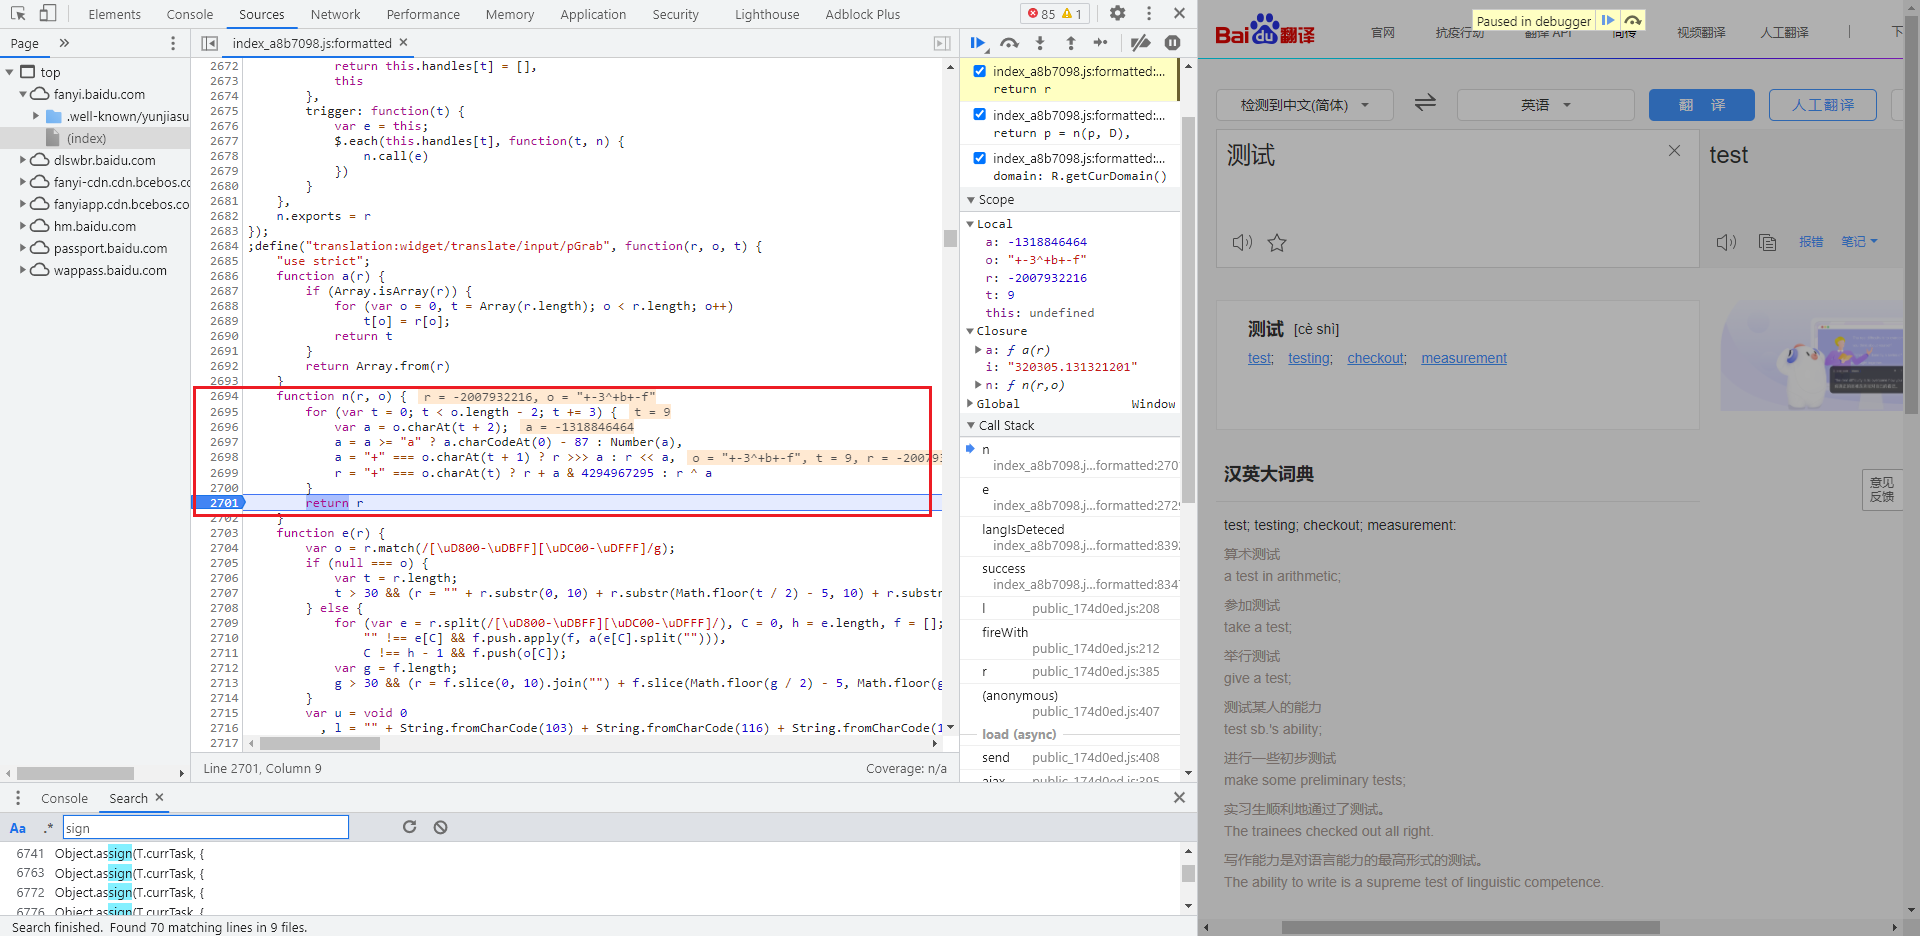 Elements Console Sources Network Performance Memory Application Security Lighthouse Adblock Plus 85 1
Page
index_a8b7098.js:formatted
top
fanyi.baidu.com
.well-known/yunjiasu
(index)
dlswbr.baidu.com
fanyi-cdn.cdn.bcebos.co
fanyiapp.cdn.bcebos.co
hm.baidu.com
passport.baidu.com
wappass.baidu.com
2672 return this.handles[t] = [],
2673 this
2674 },
2675 trigger: function(t) {
2676 var e = this;
2677 $.each(this.handles[t], function(t, n) {
2678 n.call(e)
2679 })
2680 }
2681 },
2682 n.exports = r
2683 });
2684 ;define("translation:widget/translate/input/pGrab", function(r, o, t) {
2685 "use strict";
2686 function a(r) {
2687 if (Array.isArray(r)) {
2688 for (var o = 0, t = Array(r.length); o < r.length; o++)
2689 t[o] = r[o];
2690 return t
2691 }
2692 return Array.from(r)
2693 }
2694 function n(r, o) { r = -2007932216, o = "+-3^+b+-f"
2695 for (var t = 0; t < o.length - 2; t += 3) { t = 9
2696 var a = o.charAt(t + 2); a = -1318846464
2697 a = a >= "a" ? a.charCodeAt(0) - 87 : Number(a),
2698 a = "+" === o.charAt(t + 1) ? r >>> a : r << a, o = "+-3^+b+-f", t = 9, r = -20079
2699 r = "+" === o.charAt(t) ? r + a & 4294967295 : r ^ a
2700 }
2701 return r
2702 }
2703 function e(r) {
2704 var o = r.match(/[\uD800-\uDBFF][\uDC00-\uDFFF]/g);
2705 if (null === o) {
2706 var t = r.length;
2707 t > 30 && (r = "" + r.substr(0, 10) + r.substr(Math.floor(t / 2) - 5, 10) + r.substr
2708 } else {
2709 for (var e = r.split(/[\uD800-\uDBFF][\uDC00-\uDFFF]/), C = 0, h = e.length, f = [];
2710 "" !== e[C] && f.push.apply(f, a(e[C].split(""))),
2711 C !== h - 1 && f.push(o[C]);
2712 var g = f.length;
2713 g > 30 && (r = f.slice(0, 10).join("") + f.slice(Math.floor(g / 2) - 5, Math.floor(g
2714 }
2715 var u = void 0
2716 , l = "" + String.fromCharCode(103) + String.fromCharCode(116) + String.fromCharCode(1
2717
Line 2701, Column 9 Coverage: n/a
index_a8b7098.js:formatted:...
return r
index_a8b7098.js:formatted:...
return p = n(p, D),
index_a8b7098.js:formatted:...
domain: R.getCurDomain()
Scope
Local
a: -1318846464
o: "+-3^+b+-f"
r: -2007932216
t: 9
this: undefined
Closure
a: ƒ a(r)
i: "320305.131321201"
n: ƒ n(r,o)
Global Window
Call Stack
n
index_a8b7098.j...formatted:270
e
index_a8b7098.j...formatted:272
langIsDeteced
index_a8b7098.j...formatted:839
success
index_a8b7098.j...formatted:834
l public_174d0ed.js:208
fireWith
public_174d0ed.js:212
r public_174d0ed.js:385
(anonymous)
public_174d0ed.js:407
load (async)
send public_174d0ed.js:408
ajax public_174d0ed.js:395
Console Search
Aa .* sign
6741 Object.assign(T.currTask, {
6763 Object.assign(T.currTask, {
6772 Object.assign(T.currTask, {
6776 Object.assign(T.currTask, {
Search finished. Found 70 matching lines in 9 files.
Paused in debugger
Baidu翻译 官网 抗疫行动 翻译 API 同传 视频翻译 人工翻译 下
检测到中文(简体) 英语 翻 译 人工翻译
测试
test
报错 笔记
测试 [cè shì]
test; testing; checkout; measurement
汉英大词典
意见
反馈
test; testing; checkout; measurement:
算术测试
a test in arithmetic;
参加测试
take a test;
举行测试
give a test;
测试某人的能力
test sb.'s ability;
进行一些初步测试
make some preliminary tests;
实习生顺利地通过了测试。
The trainees checked out all right.
写作能力是对语言能力的最高形式的测试。
The ability to write is a supreme test of linguistic competence.